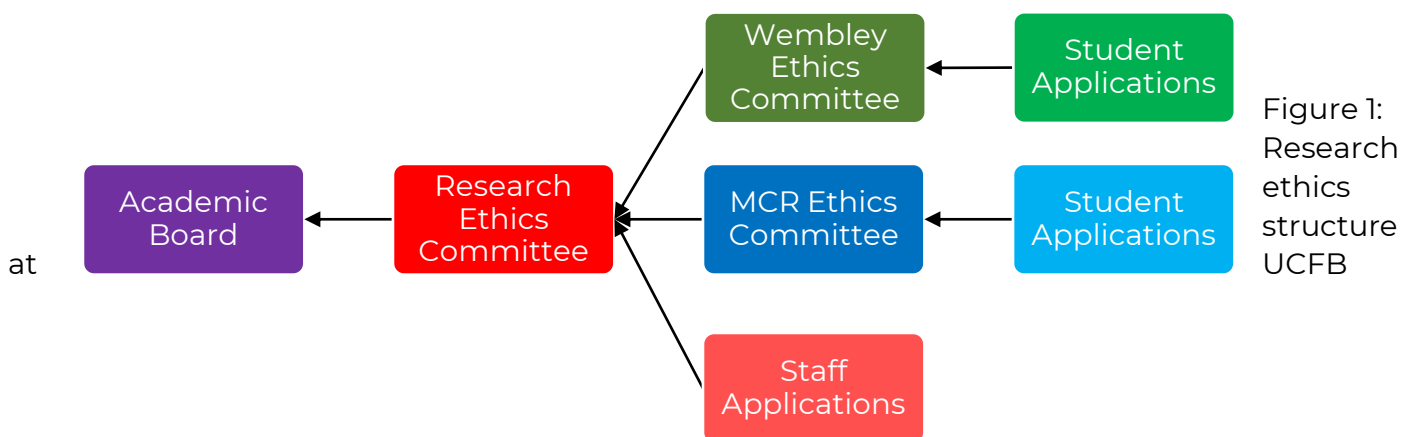 Wembley
Ethics
Committee
Student
Applications
Academic
Board
Research
Ethics
Committee
MCR Ethics
Committee
Student
Applications
Staff
Applications
Figure 1:
Research
ethics
structure
at
UCFB